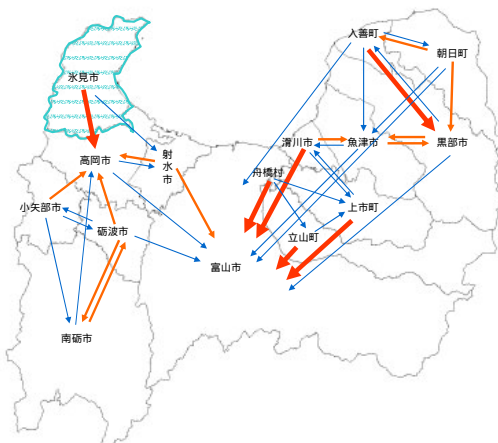 入善町
朝日町
氷見市
滑川市
魚津市
黒部市
高岡市
射水市
舟橋村
小矢部市
上市町
砺波市
立山町
富山市
南砺市